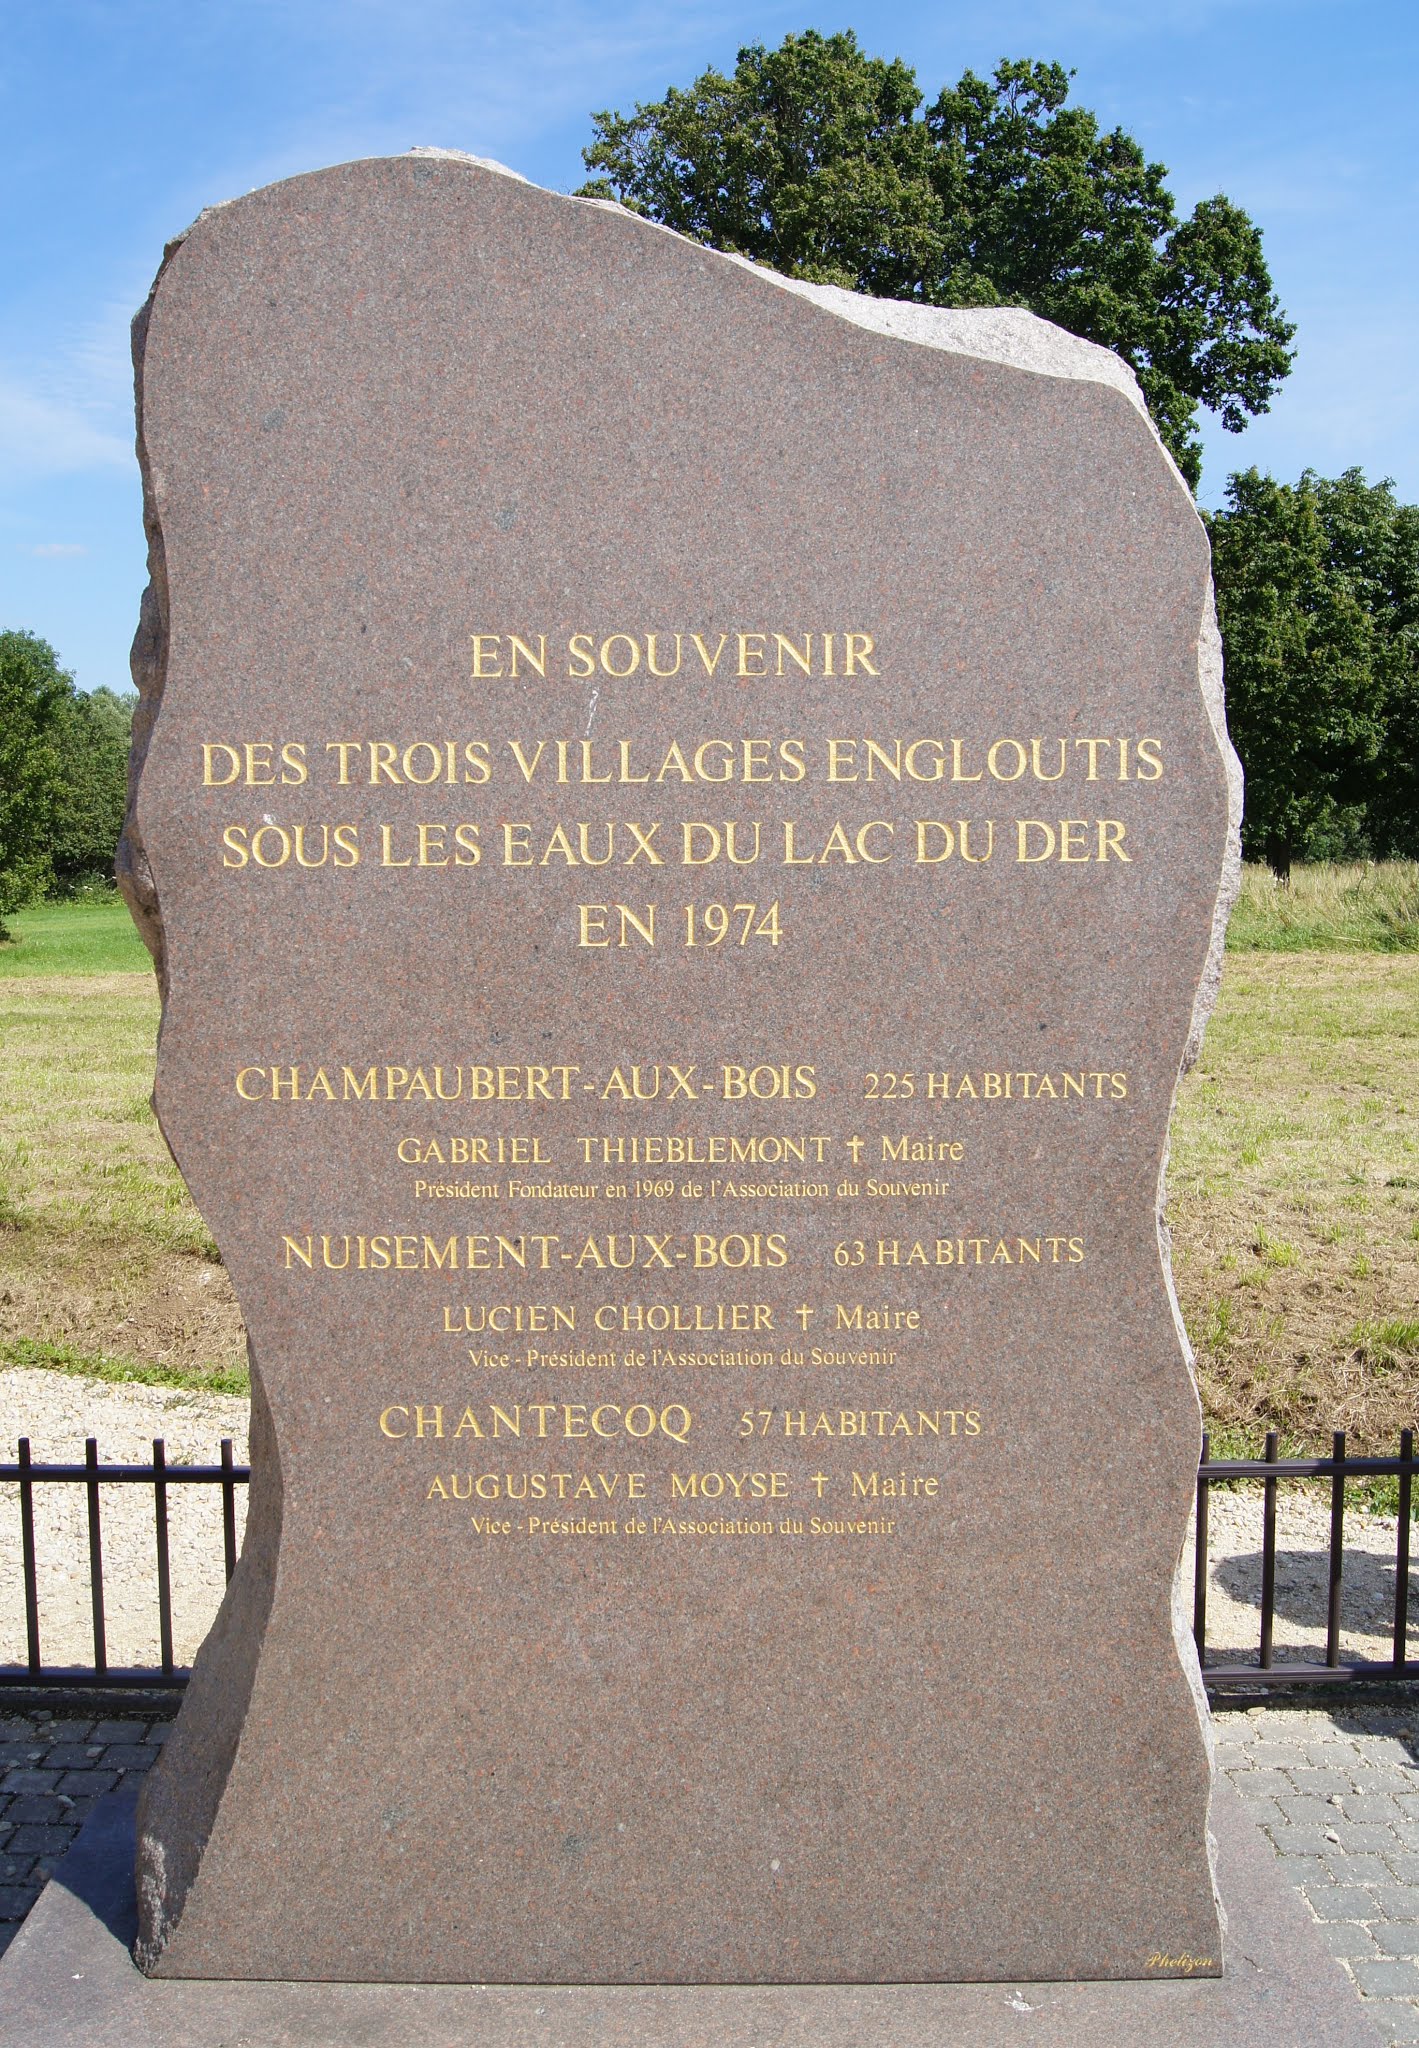 EN SOUVENIR
DES TROIS VILLAGES ENGLOUTIS
SOUS LES EAUX DU LAC DU DER
EN 1974
CHAMPAUBERT-AUX-BOIS 225 HABITANTS
GABRIEL THIEBLEMONT † Maire
Président Fondateur en 1969 de l'Association du Souvenir
NUISEMENT-AUX-BOIS 63 HABITANTS
LUCIEN CHOLLIER † Maire
Vice-Président de l'Association du Souvenir
CHANTECOQ 57 HABITANTS
AUGUSTAVE MOYSE † Maire
Vice-Président de l'Association du Souvenir
Phelizon